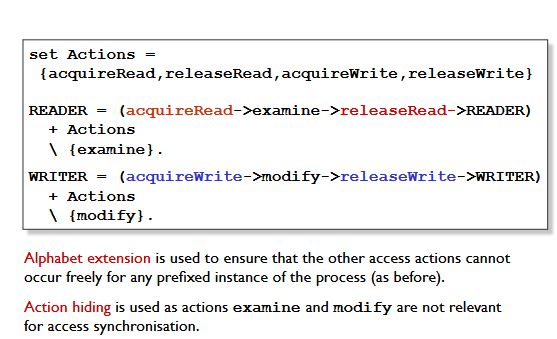 set Actions =
{acquireRead,releaseRead,acquireWrite,releaseWrite}
READER = (acquireRead->examine->releaseRead->READER)
+ Actions
\ {examine}.
WRITER = (acquireWrite->modify->releaseWrite->WRITER)
+ Actions
\ {modify}.
Alphabet extension is used to ensure that the other access actions cannot
occur freely for any prefixed instance of the process (as before).
Action hiding is used as actions examine and modify are not relevant
for access synchronisation.